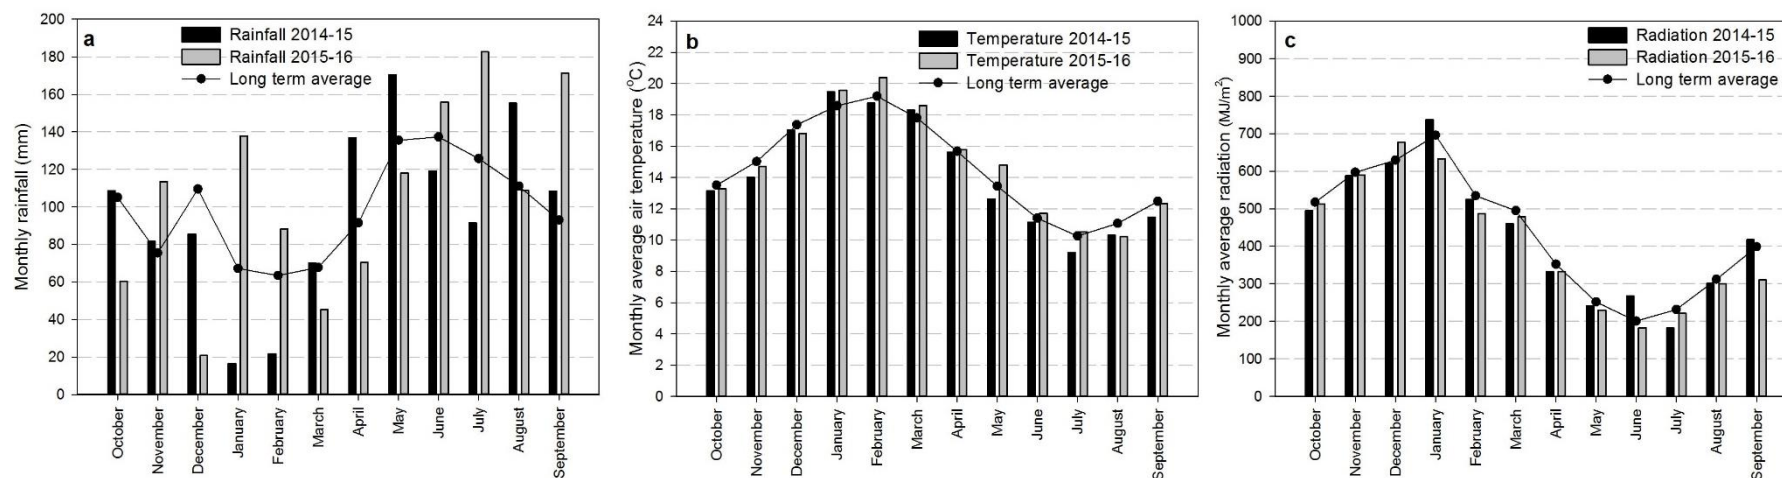 a
Rainfall 2014-15
Rainfall 2015-16
Long term average
Monthly rainfall (mm)
200
180
160
140
120
100
80
60
40
20
0
October
November
December
January
February
March
April
May
June
July
August
September
b
Temperature 2014-15
Temperature 2015-16
Long term average
Monthly average air temperature (°C)
24
22
20
18
16
14
12
10
8
6
4
2
0
October
November
December
January
February
March
April
May
June
July
August
September
c
Radiation 2014-15
Radiation 2015-16
Long term average
Monthly average radiation (MJ/m²)
1000
900
800
700
600
500
400
300
200
100
0
October
November
December
January
February
March
April
May
June
July
August
September